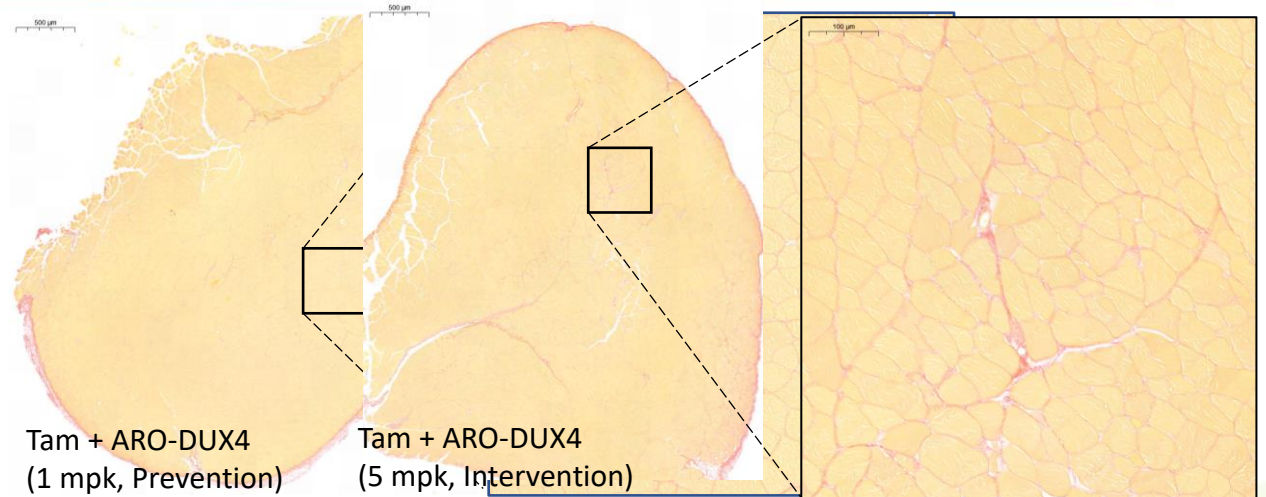 500 µm
500 µm
100 µm
Tam + ARO-DUX4
(1 mpk, Prevention)
Tam + ARO-DUX4
(5 mpk, Intervention)